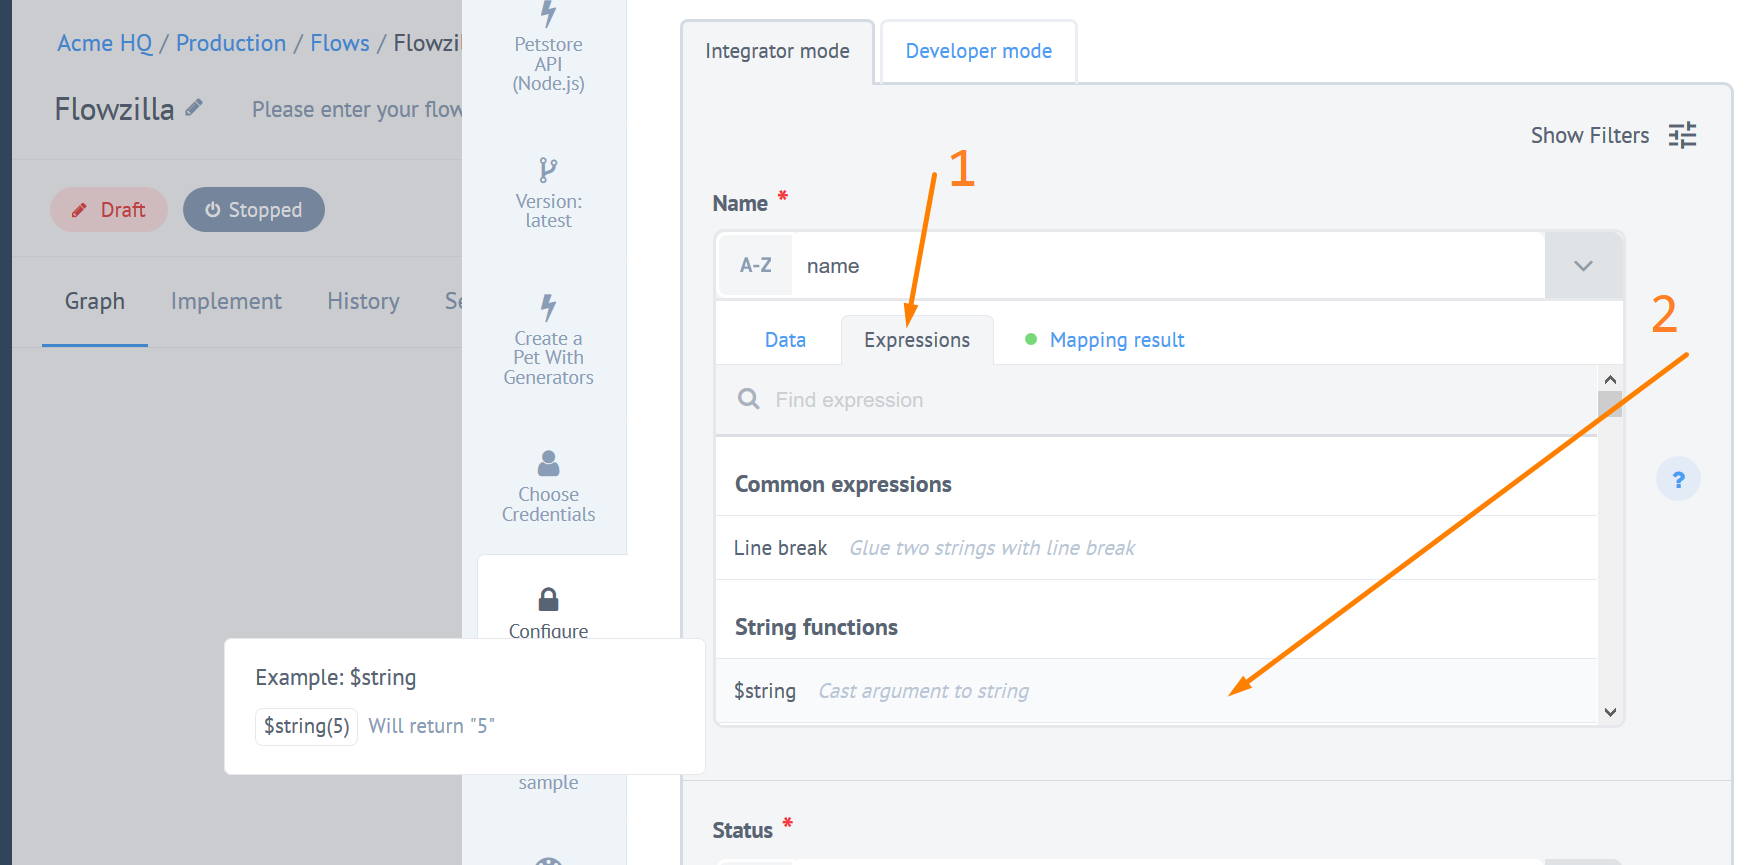 Acme HQ / Production / Flows / Flowzil
Flowzilla
Please enter your flow
Draft
Stopped
Graph
Implement
History
Se
Petstore
API
(Node.js)
Version:
latest
Create a
Pet With
Generators
Choose
Credentials
Configure
sample
Example: $string
$string(5) Will return "5"
Integrator mode
Developer mode
Show Filters
1
Name *
A-Z name
2
Data
Expressions
Mapping result
Find expression
?
Common expressions
Line break Glue two strings with line break
String functions
$string Cast argument to string
Status *